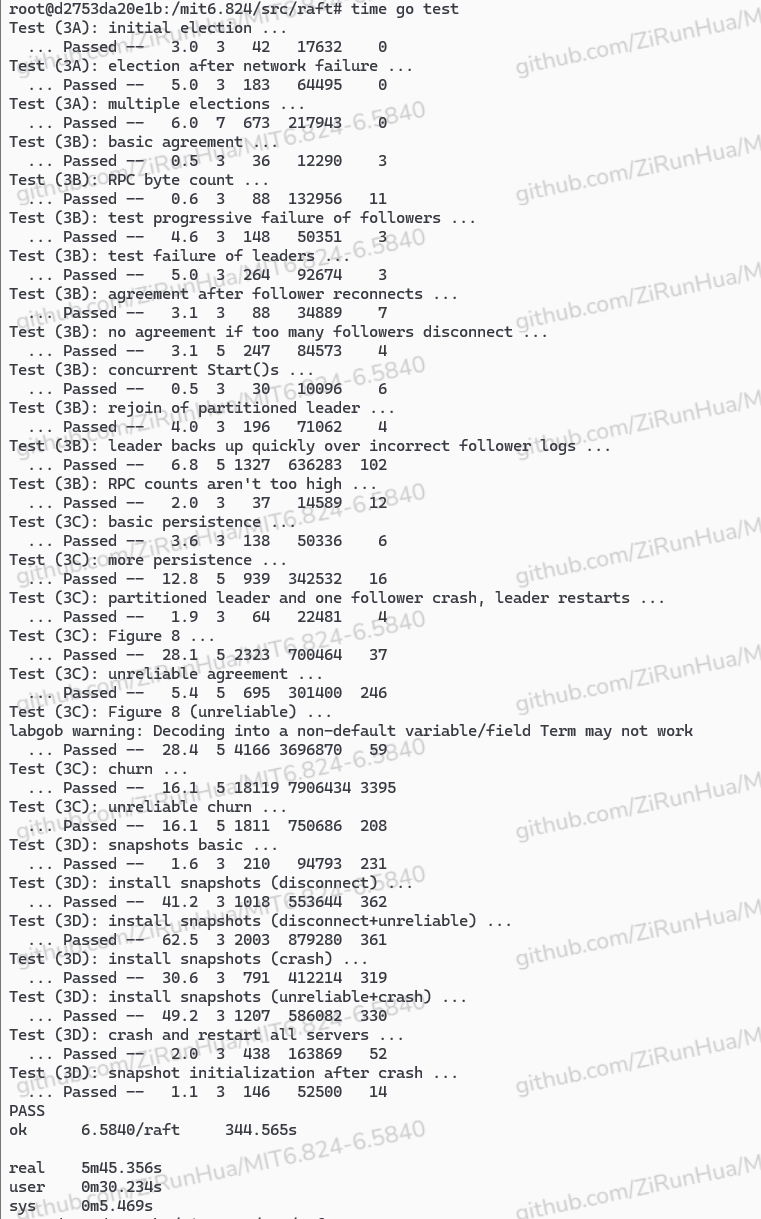 root@d2753da20e1b:/mit6.824/src/raft# time go test
Test (3A): initial election ...
  ... Passed --   3.0  3   42   17632    0
Test (3A): election after network failure ...
  ... Passed --   5.0  3  183   64495    0
Test (3A): multiple elections ...
  ... Passed --   6.0  7  673  217943    0
Test (3B): basic agreement ...
  ... Passed --   0.5  3   36   12290    3
Test (3B): RPC byte count ...
  ... Passed --   0.6  3   88  132956   11
Test (3B): test progressive failure of followers ...
  ... Passed --   4.6  3  148   50351    3
Test (3B): test failure of leaders ...
  ... Passed --   5.0  3  264   92674    3
Test (3B): agreement after follower reconnects ...
  ... Passed --   3.1  3   88   34889    7
Test (3B): no agreement if too many followers disconnect ...
  ... Passed --   3.1  5  247   84573    4
Test (3B): concurrent Start()s ...
  ... Passed --   0.5  3   30   10096    6
Test (3B): rejoin of partitioned leader ...
  ... Passed --   4.0  3  196   71062    4
Test (3B): leader backs up quickly over incorrect follower logs ...
  ... Passed --   6.8  5 1327  636283  102
Test (3B): RPC counts aren't too high ...
  ... Passed --   2.0  3   37   14589   12
Test (3C): basic persistence ...
  ... Passed --   3.6  3  138   50336    6
Test (3C): more persistence ...
  ... Passed --  12.8  5  939  342532   16
Test (3C): partitioned leader and one follower crash, leader restarts ...
  ... Passed --   1.9  3   64   22481    4
Test (3C): Figure 8 ...
  ... Passed --  28.1  5 2323  700464   37
Test (3C): unreliable agreement ...
  ... Passed --   5.4  5  695  301400  246
Test (3C): Figure 8 (unreliable) ...
labgob warning: Decoding into a non-default variable/field Term may not work
  ... Passed --  28.4  5 4166 3696870   59
Test (3C): churn ...
  ... Passed --  16.1  5 18119 7906434 3395
Test (3C): unreliable churn ...
  ... Passed --  16.1  5 1811  750686  208
Test (3D): snapshots basic ...
  ... Passed --   1.6  3  210   94793  231
Test (3D): install snapshots (disconnect) ...
  ... Passed --  41.2  3 1018  553644  362
Test (3D): install snapshots (disconnect+unreliable) ...
  ... Passed --  62.5  3 2003  879280  361
Test (3D): install snapshots (crash) ...
  ... Passed --  30.6  3  791  412214  319
Test (3D): install snapshots (unreliable+crash) ...
  ... Passed --  49.2  3 1207  586082  330
Test (3D): crash and restart all servers ...
  ... Passed --   2.0  3  438  163869   52
Test (3D): snapshot initialization after crash ...
  ... Passed --   1.1  3  146   52500   14
PASS
ok      6.5840/raft     344.565s
real    5m45.356s
user    0m30.234s
sys     0m5.469s
github.com/ZiRunHua/MIT6.824-6.5840